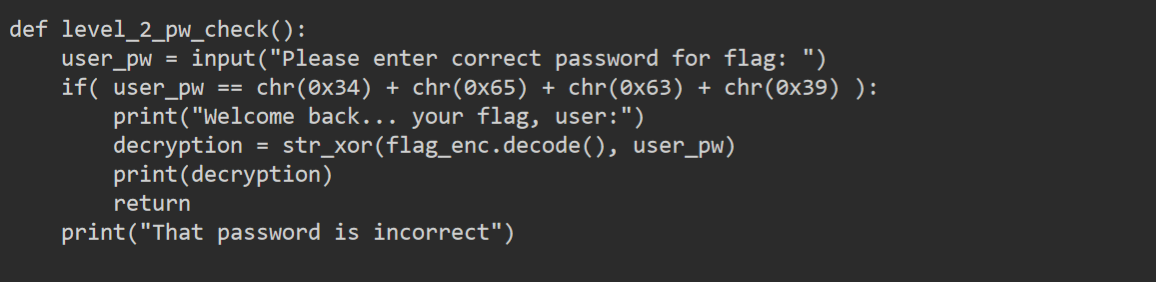 def level_2_pw_check():
    user_pw = input("Please enter correct password for flag: ")
    if( user_pw == chr(0x34) + chr(0x65) + chr(0x63) + chr(0x39) ):
        print("Welcome back... your flag, user:")
        decryption = str_xor(flag_enc.decode(), user_pw)
        print(decryption)
        return
    print("That password is incorrect")